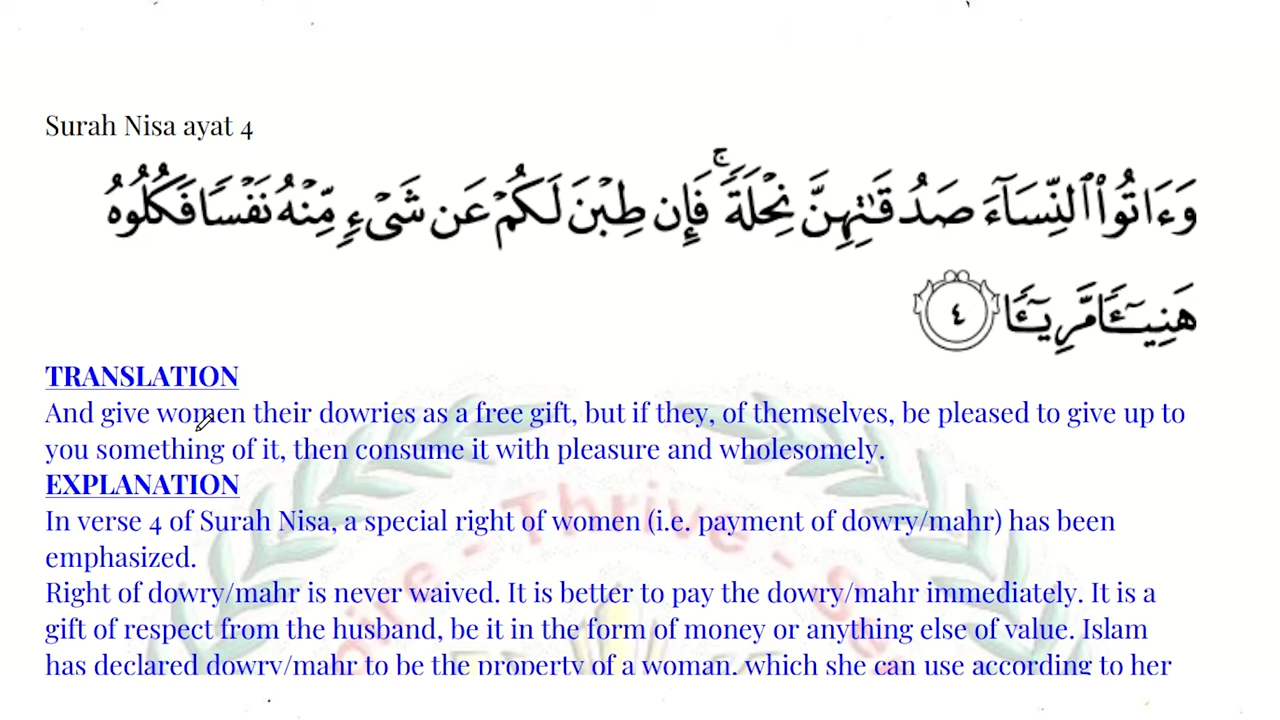 Surah Nisa ayat 4
وَءَاتُوا۟ ٱلنِّسَآءَ صَدُقَـٰتِهِنَّ نِحْلَةً ۚ فَإِن طِبْنَ لَكُمْ عَن شَىْءٍ مِّنْهُ نَفْسًا فَكُلُوهُ
هَنِيٓـًٔا مَّرِيٓـًٔا ٤
TRANSLATION
And give women their dowries as a free gift, but if they, of themselves, be pleased to give up to
you something of it, then consume it with pleasure and wholesomely.
EXPLANATION
In verse 4 of Surah Nisa, a special right of women (i.e. payment of dowry/mahr) has been
emphasized.
Right of dowry/mahr is never waived. It is better to pay the dowry/mahr immediately. It is a
gift of respect from the husband, be it in the form of money or anything else of value. Islam
has declared dowry/mahr to be the property of a woman, which she can use according to her
- Thrive -